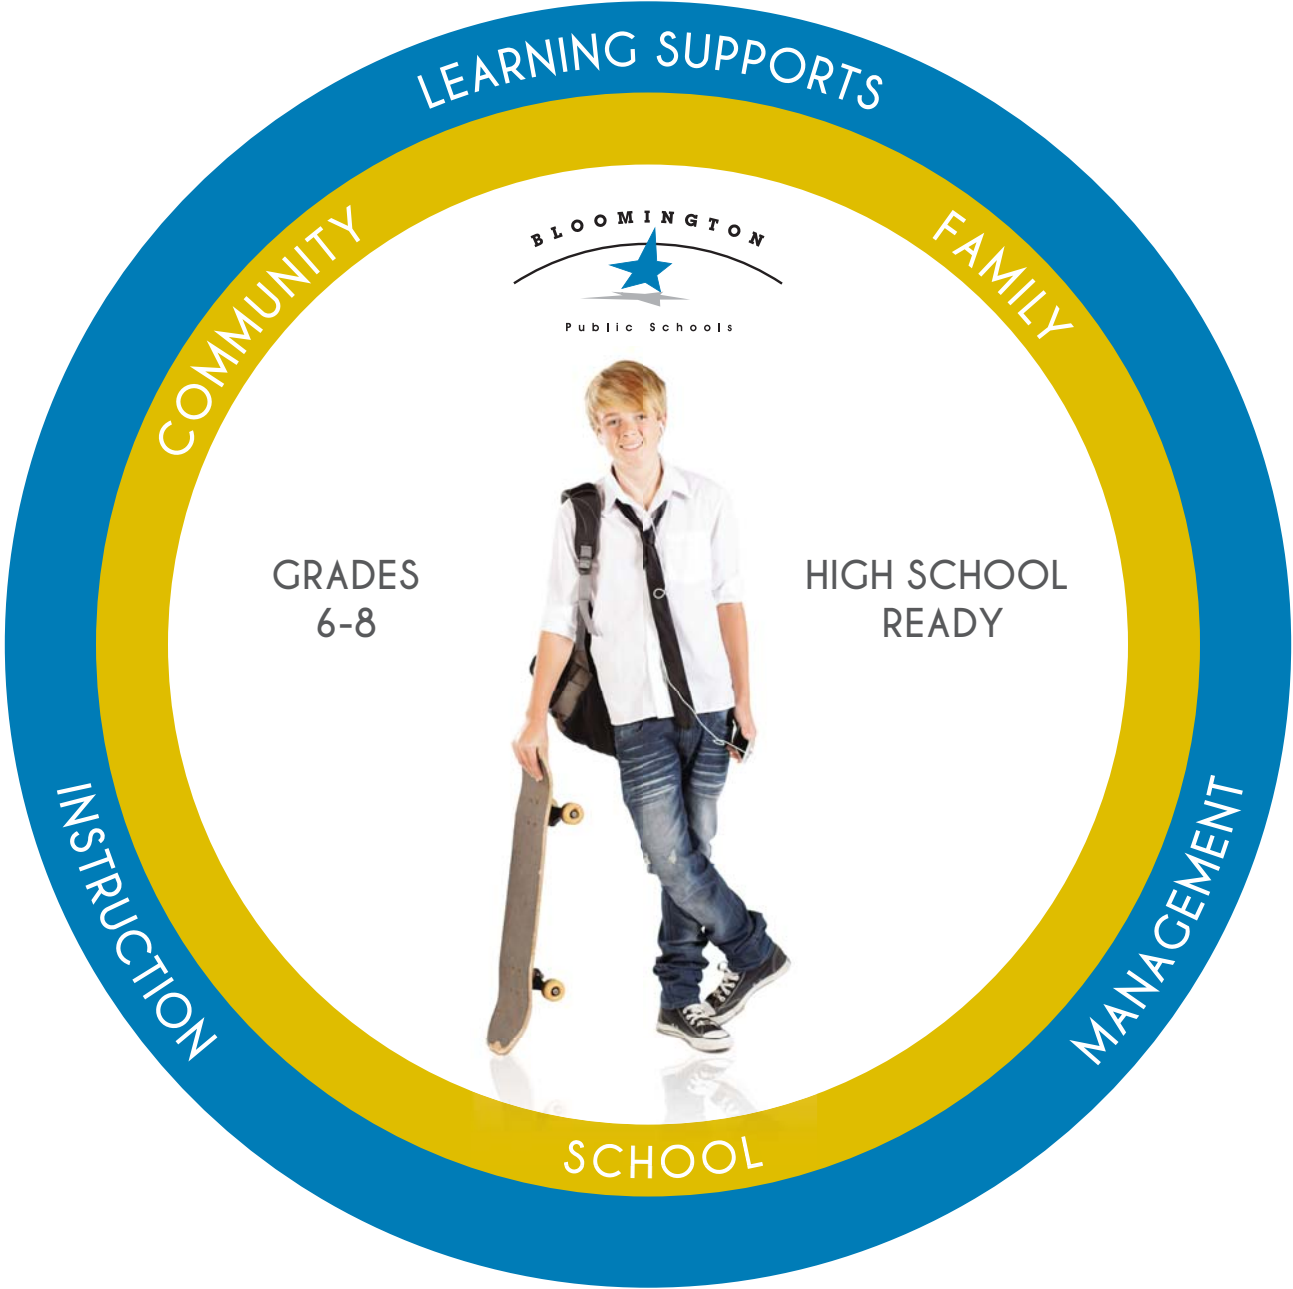 LEARNING SUPPORTS
COMMUNITY
FAMILY
BLOOMINGTON
Public Schools
GRADES
6-8
HIGH SCHOOL
READY
INSTRUCTION
MANAGEMENT
SCHOOL